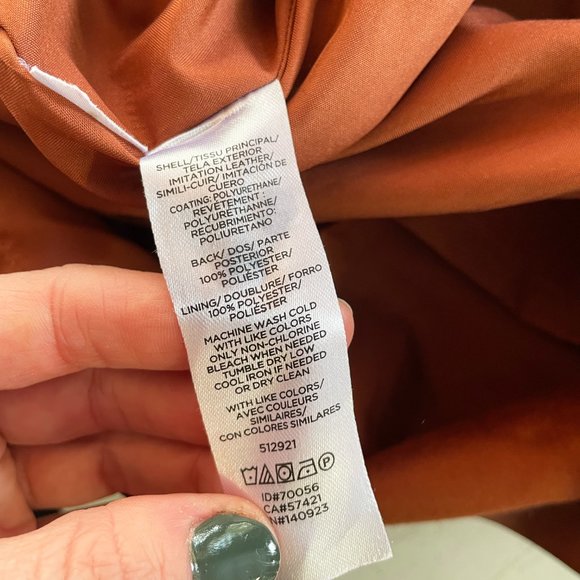 SHELL/TISSU PRINCIPAL/
TELA EXTERIOR
IMITATION LEATHER/
SIMILI-CUIR/ IMITACIÓN DE
CUERO
COATING: POLYURETHANE/
REVÊTEMENT :
POLYURÉTHANNE/
RECUBRIMIENTO:
POLIURETANO
BACK/ DOS/ PARTE
POSTERIOR
100% POLYESTER/
POLIÉSTER
LINING/ DOUBLURE/ FORRO
100% POLYESTER/
POLIÉSTER
MACHINE WASH COLD
WITH LIKE COLORS
ONLY NON-CHLORINE
BLEACH WHEN NEEDED
TUMBLE DRY LOW
COOL IRON IF NEEDED
OR DRY CLEAN
WITH LIKE COLORS/
AVEC COULEURS
SIMILAIRES/
CON COLORES SIMILARES
512921
P
ID#70056
CA#57421
N#140923